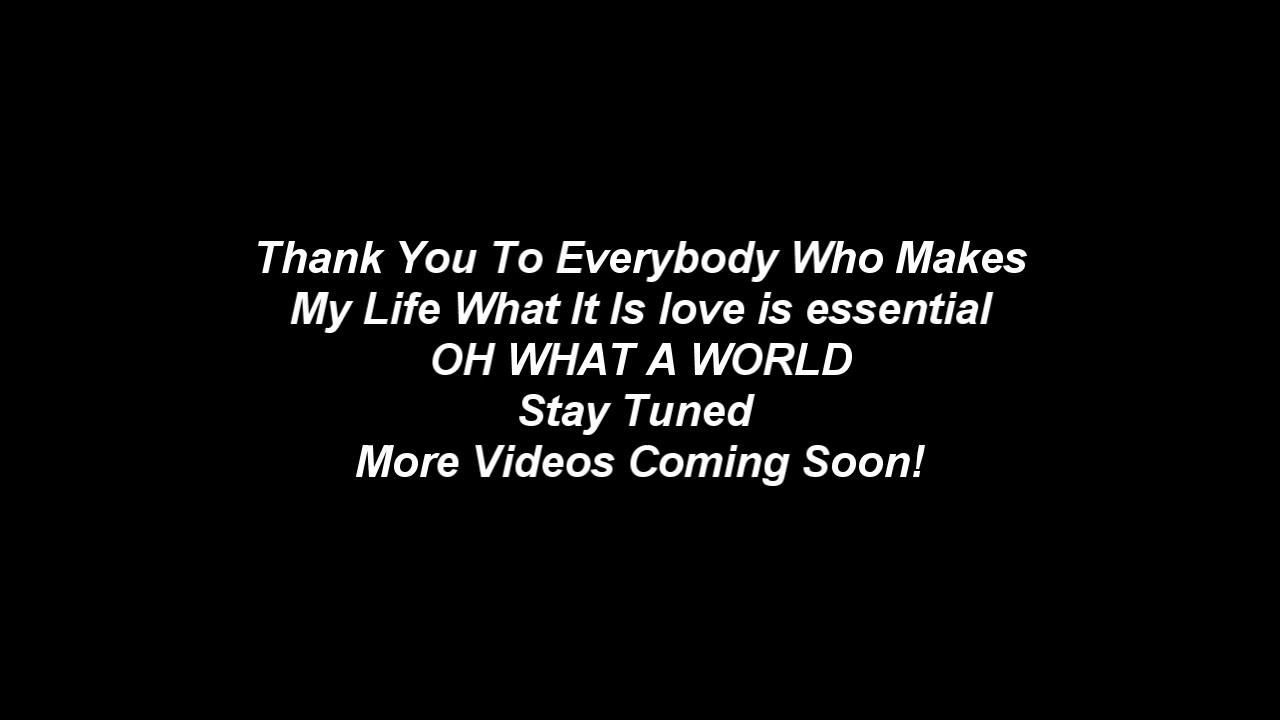 Thank You To Everybody Who Makes
My Life What It Is love is essential
OH WHAT A WORLD
Stay Tuned
More Videos Coming Soon!